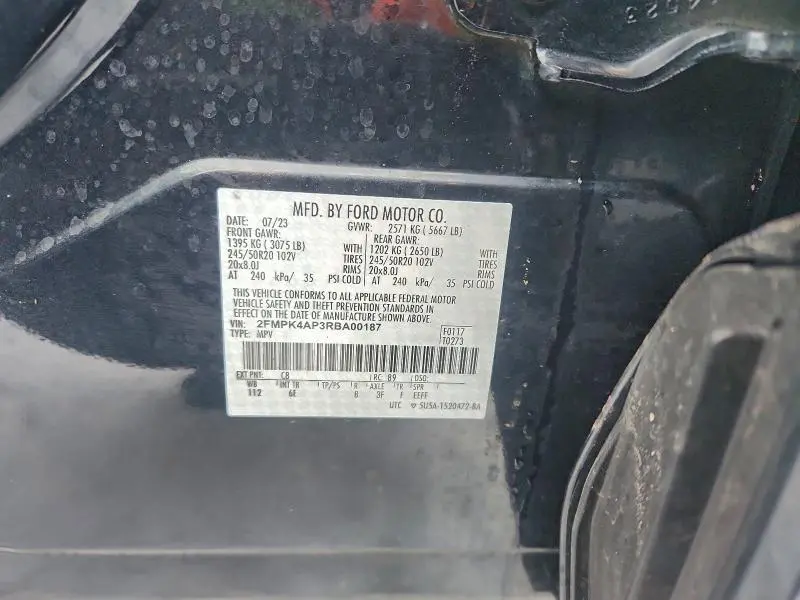 14523
MFD. BY FORD MOTOR CO.
DATE: 07/23 GVWR: 2571 KG ( 5667 LB)
FRONT GAWR: REAR GAWR:
1395 KG ( 3075 LB) WITH 1202 KG ( 2650 LB) WITH
245/50R20 102V TIRES 245/50R20 102V TIRES
20x8.0J RIMS 20x8.0J RIMS
AT 240 kPa/ 35 PSI COLD AT 240 kPa/ 35 PSI COLD
THIS VEHICLE CONFORMS TO ALL APPLICABLE FEDERAL MOTOR
VEHICLE SAFETY AND THEFT PREVENTION STANDARDS IN
EFFECT ON THE DATE OF MANUFACTURE SHOWN ABOVE.
VIN: 2FMPK4AP3RBA00187 F0117
TYPE: MPV T0273
EXT PNT: C8 RC: 89 DSO:
WB INT TR TP/PS R AXLE TR SPR
112 6E 8 3F F EEFF
UTC ▽ 5U5A-1520472-BA